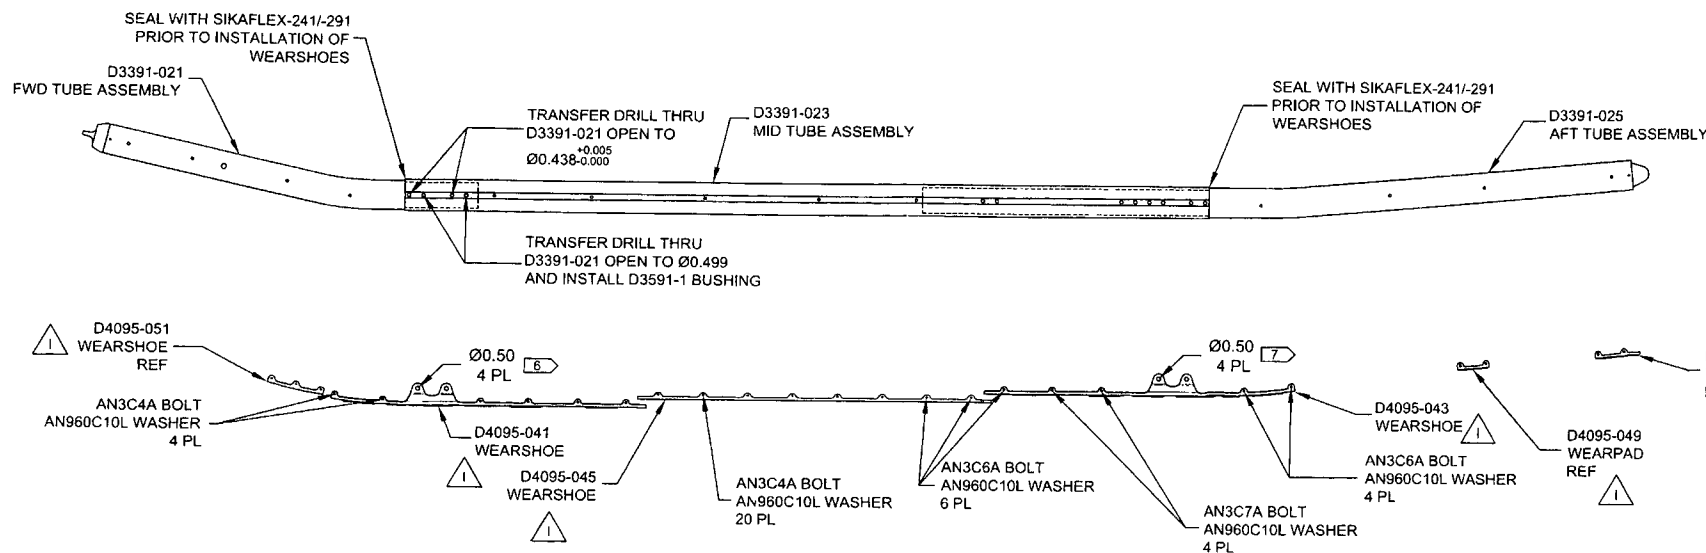 SEAL WITH SIKAFLEX-241/-291
PRIOR TO INSTALLATION OF
WEARSHOES
D3391-021
FWD TUBE ASSEMBLY
TRANSFER DRILL THRU
D3391-021 OPEN TO
Ø0.438+0.005
-0.000
D3391-023
MID TUBE ASSEMBLY
SEAL WITH SIKAFLEX-241/-291
PRIOR TO INSTALLATION OF
WEARSHOES
D3391-025
AFT TUBE ASSEMBLY
TRANSFER DRILL THRU
D3391-021 OPEN TO Ø0.499
AND INSTALL D3591-1 BUSHING
D4095-051
WEARSHOE
REF
1
Ø0.50
4 PL
6
Ø0.50
4 PL
7
AN3C4A BOLT
AN960C10L WASHER
4 PL
D4095-041
WEARSHOE
1
D4095-045
WEARSHOE
1
AN3C4A BOLT
AN960C10L WASHER
20 PL
AN3C6A BOLT
AN960C10L WASHER
6 PL
AN3C7A BOLT
AN960C10L WASHER
4 PL
D4095-043
WEARSHOE
1
AN3C6A BOLT
AN960C10L WASHER
4 PL
D4095-049
WEARPAD
REF
1